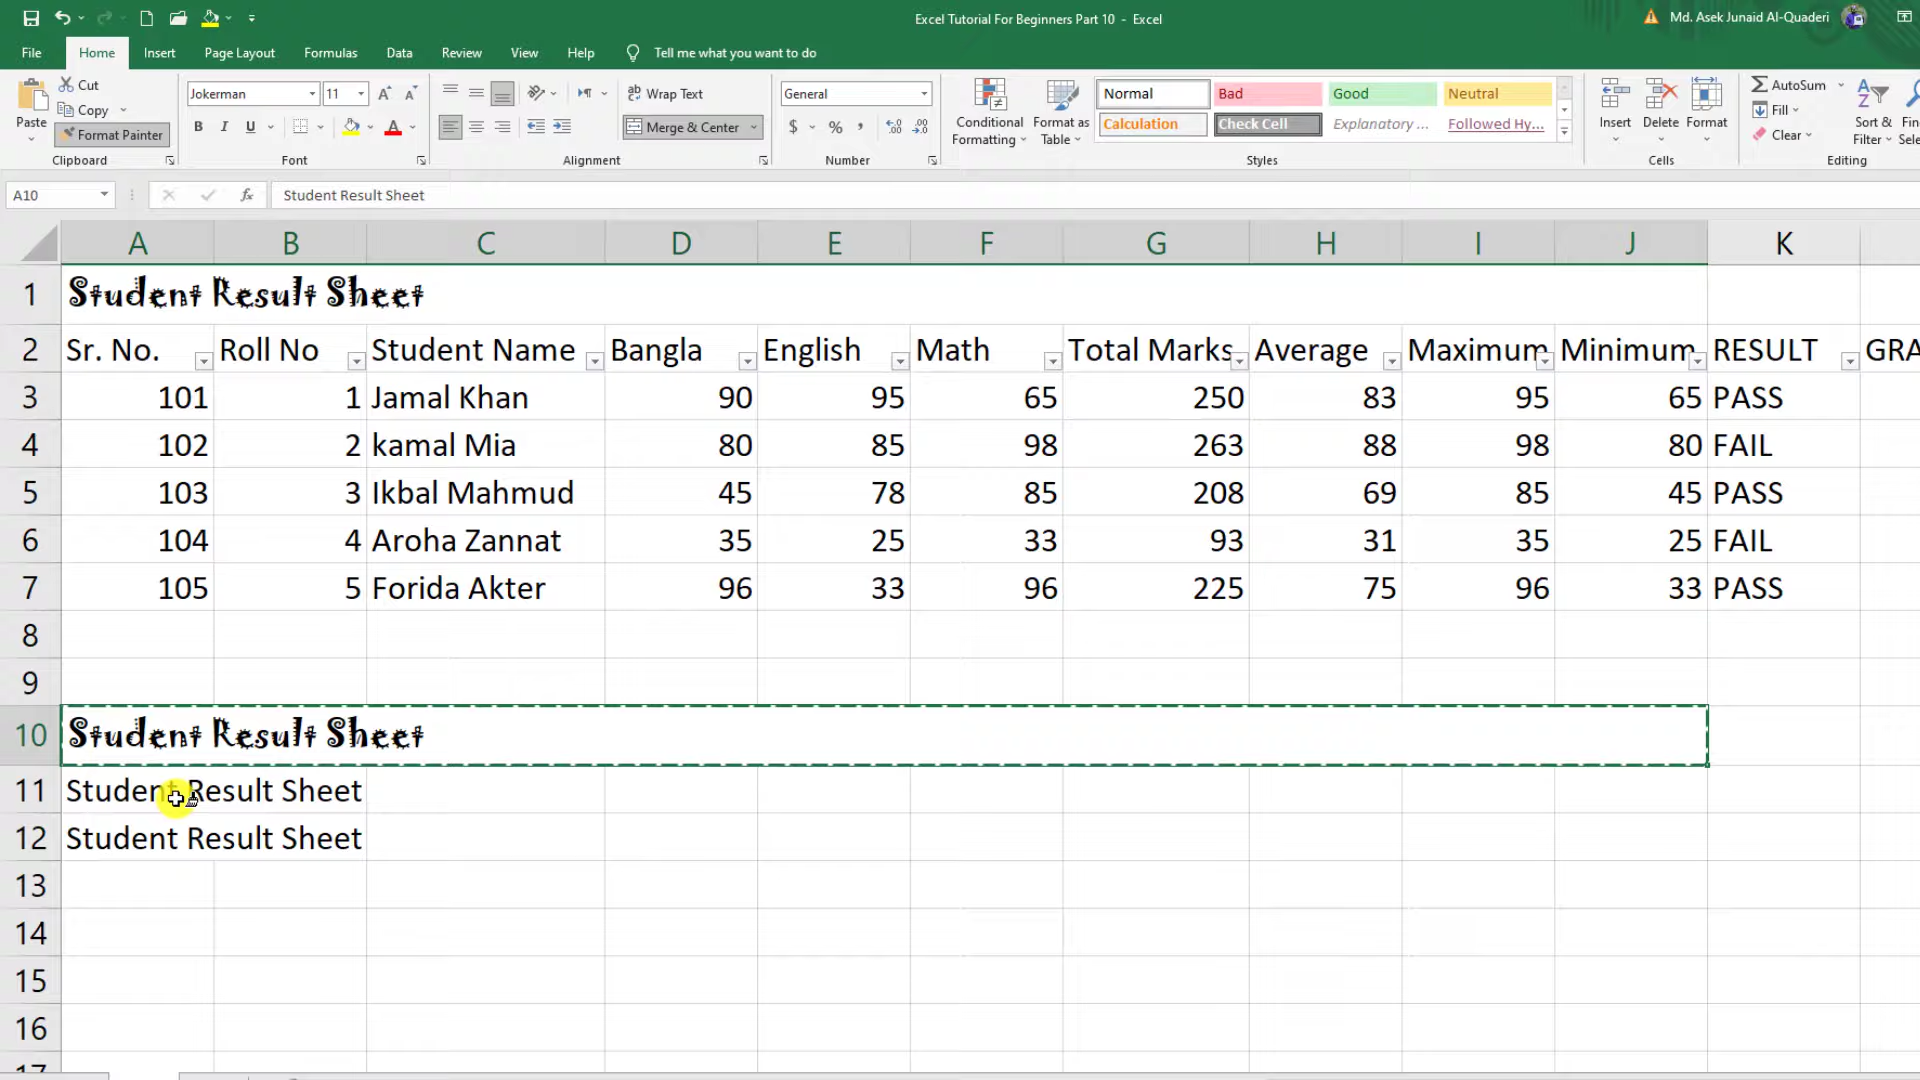 Excel Tutorial For Beginners Part 10 - Excel
Md. Asek Junaid Al-Quaderi
File Home Insert Page Layout Formulas Data Review View Help Tell me what you want to do
Cut
Copy
Format Painter
Paste
Clipboard
Jokerman 11 A A
B I U A
Font
Wrap Text
Merge & Center
Alignment
General
$ % ,
Number
Conditional Formatting
Format as Table
Normal Bad Good Neutral
Calculation Check Cell Explanatory ... Followed Hy...
Styles
Insert Delete Format
Cells
AutoSum
Fill
Clear
Sort & Filter
Editing
A10 fx Student Result Sheet
A B C D E F G H I J K
1 Student Result Sheet
2 Sr. No. Roll No Student Name Bangla English Math Total Marks Average Maximum Minimum RESULT GRA
3 101 1 Jamal Khan 90 95 65 250 83 95 65 PASS
4 102 2 kamal Mia 80 85 98 263 88 98 80 FAIL
5 103 3 Ikbal Mahmud 45 78 85 208 69 85 45 PASS
6 104 4 Aroha Zannat 35 25 33 93 31 35 25 FAIL
7 105 5 Forida Akter 96 33 96 225 75 96 33 PASS
8
9
10 Student Result Sheet
11 Student Result Sheet
12 Student Result Sheet
13
14
15
16
17